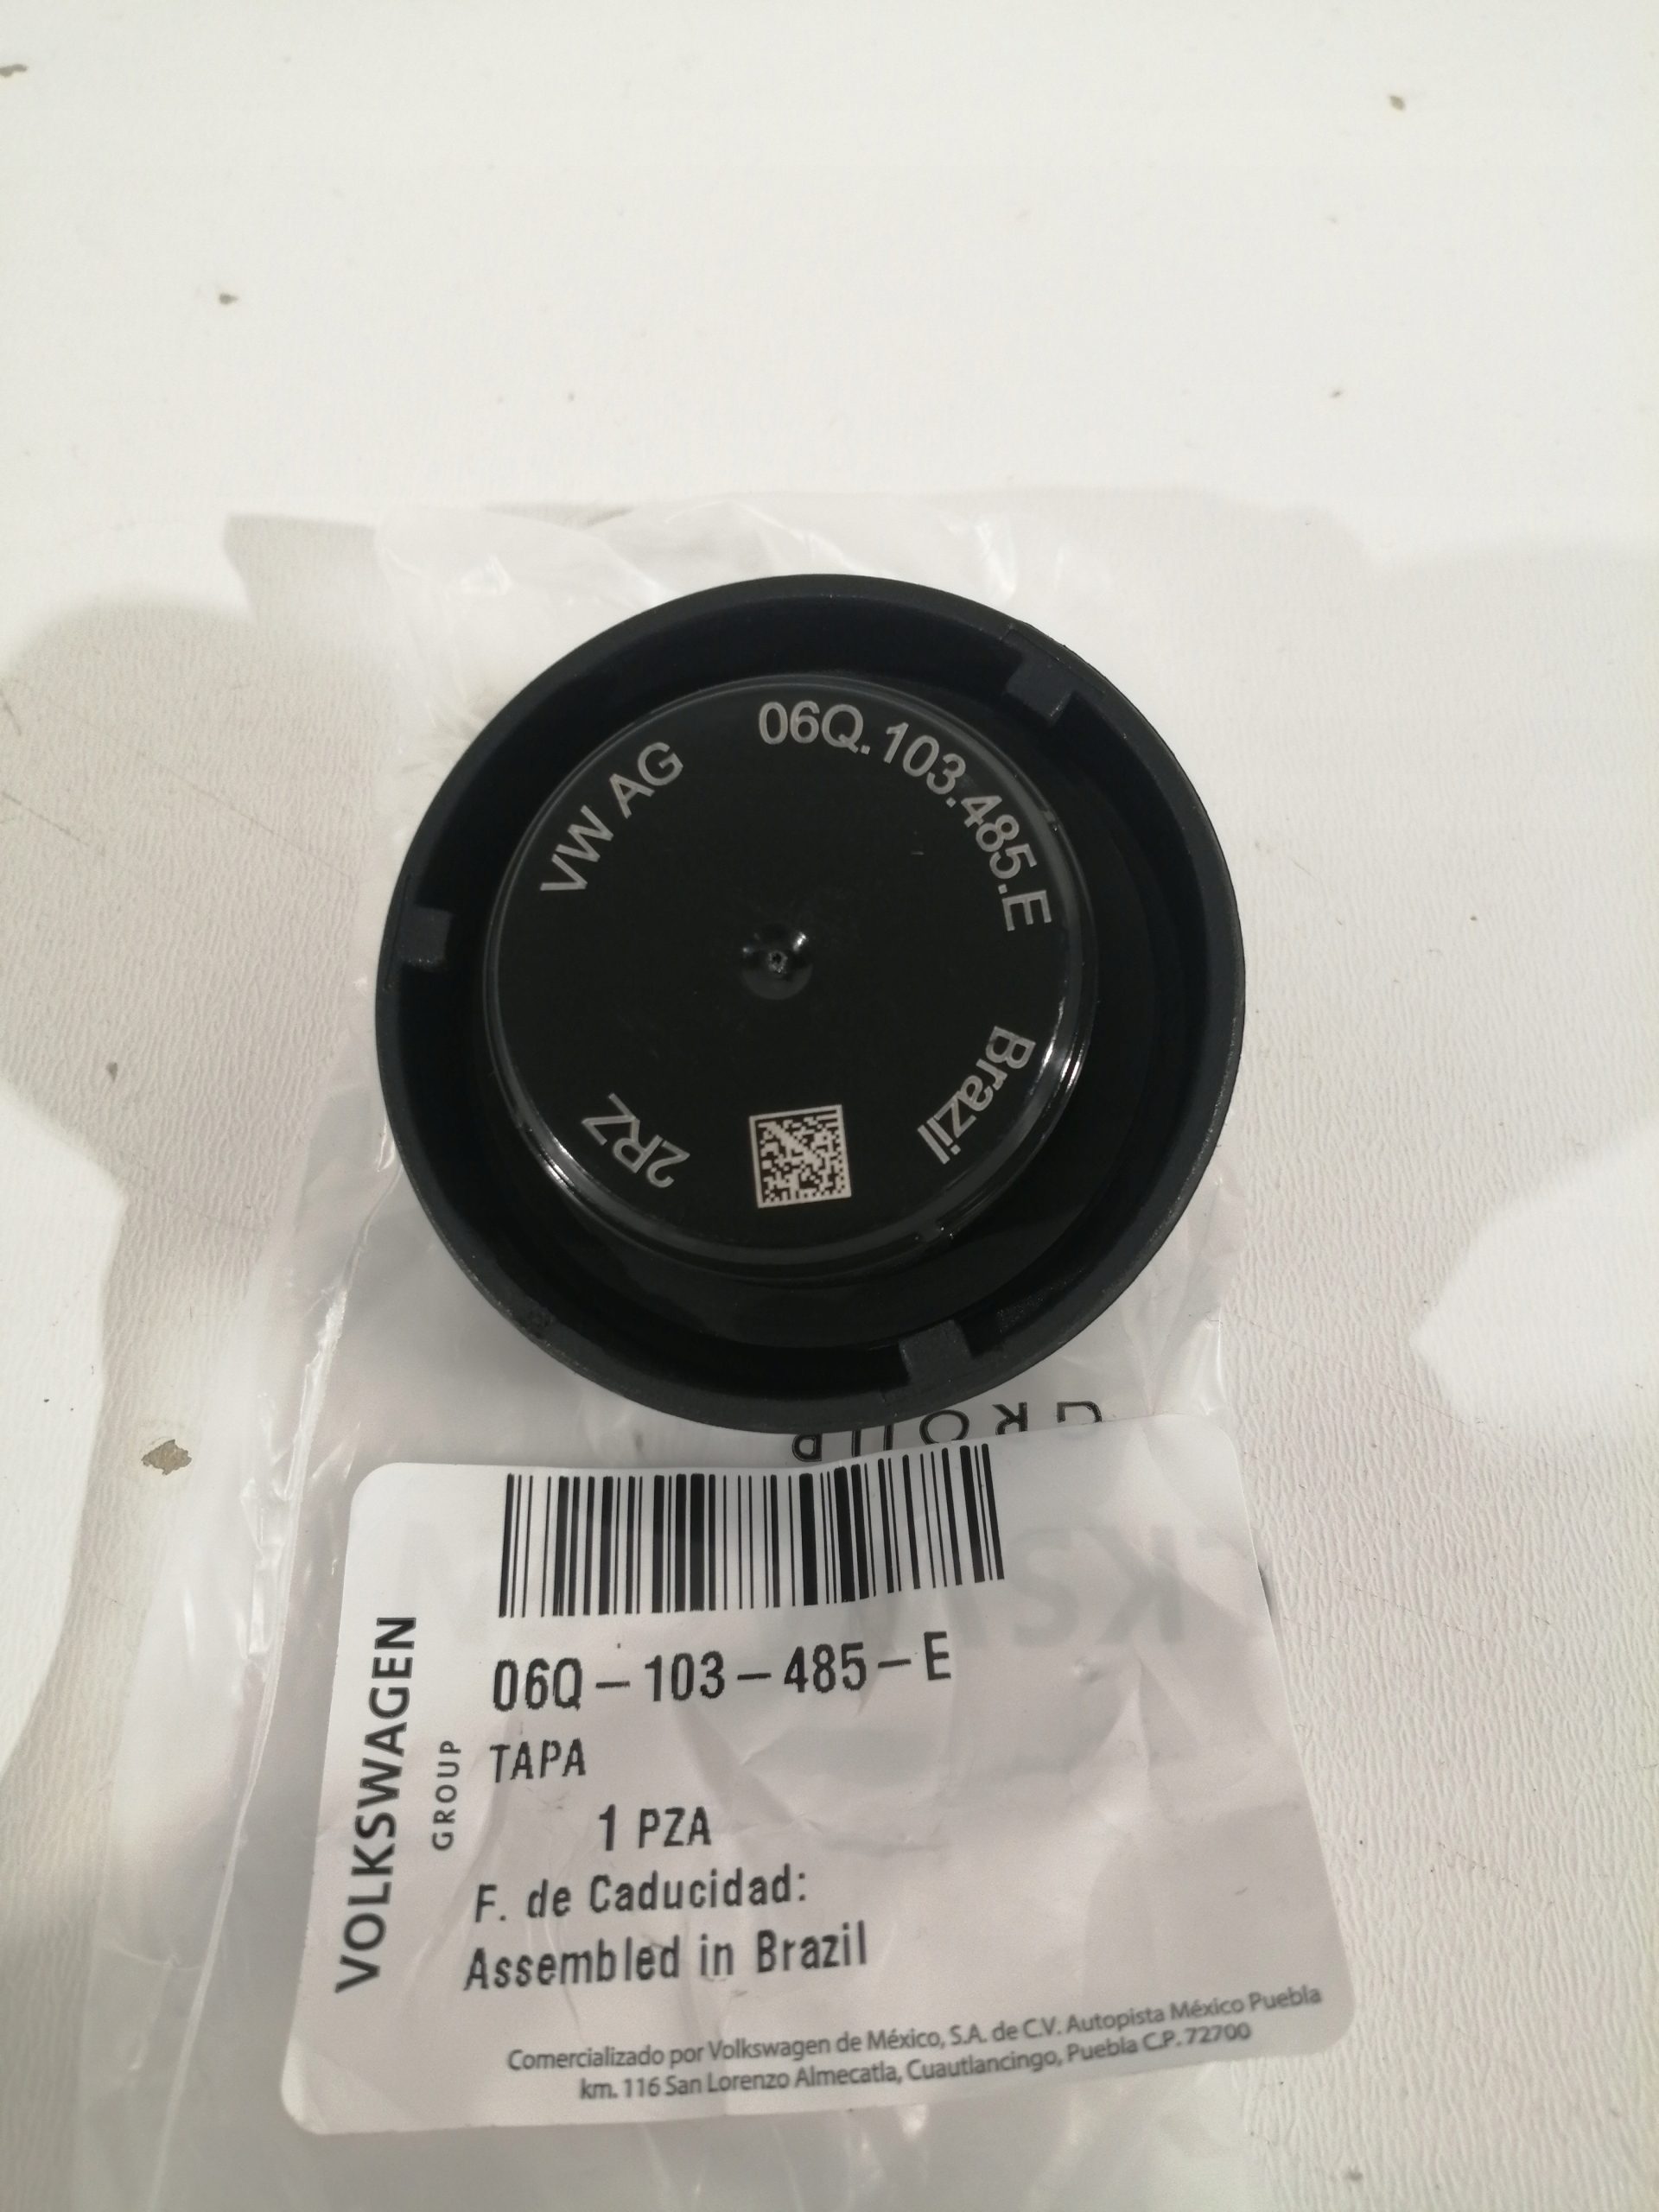 VW AG
06Q.103.485.E
Brazil
2RZ
GROUP
VOLKSWAGEN
GROUP
06Q-103-485-E
TAPA
1 PZA
F. de Caducidad:
Assembled in Brazil
Comercializado por Volkswagen de México, S.A. de C.V. Autopista México Puebla
km. 116 San Lorenzo Almecatla, Cuautlancingo, Puebla C.P. 72700